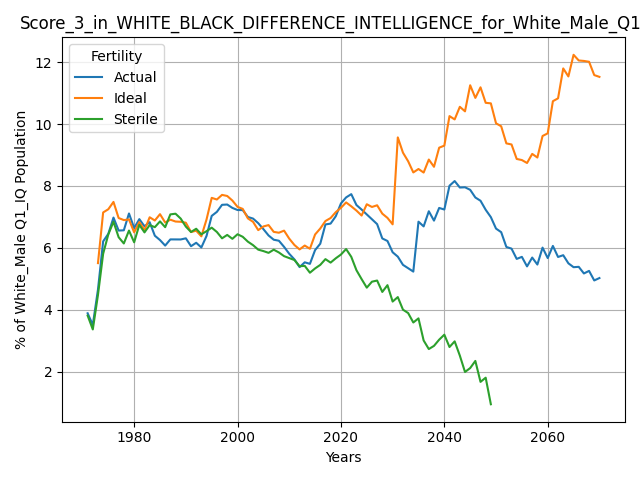 Score_3_in_WHITE_BLACK_DIFFERENCE_INTELLIGENCE_for_White_Male_Q1
Fertility
Actual
Ideal
Sterile
% of White_Male Q1_IQ Population
12
10
8
6
4
2
1980 2000 2020 2040 2060
Years